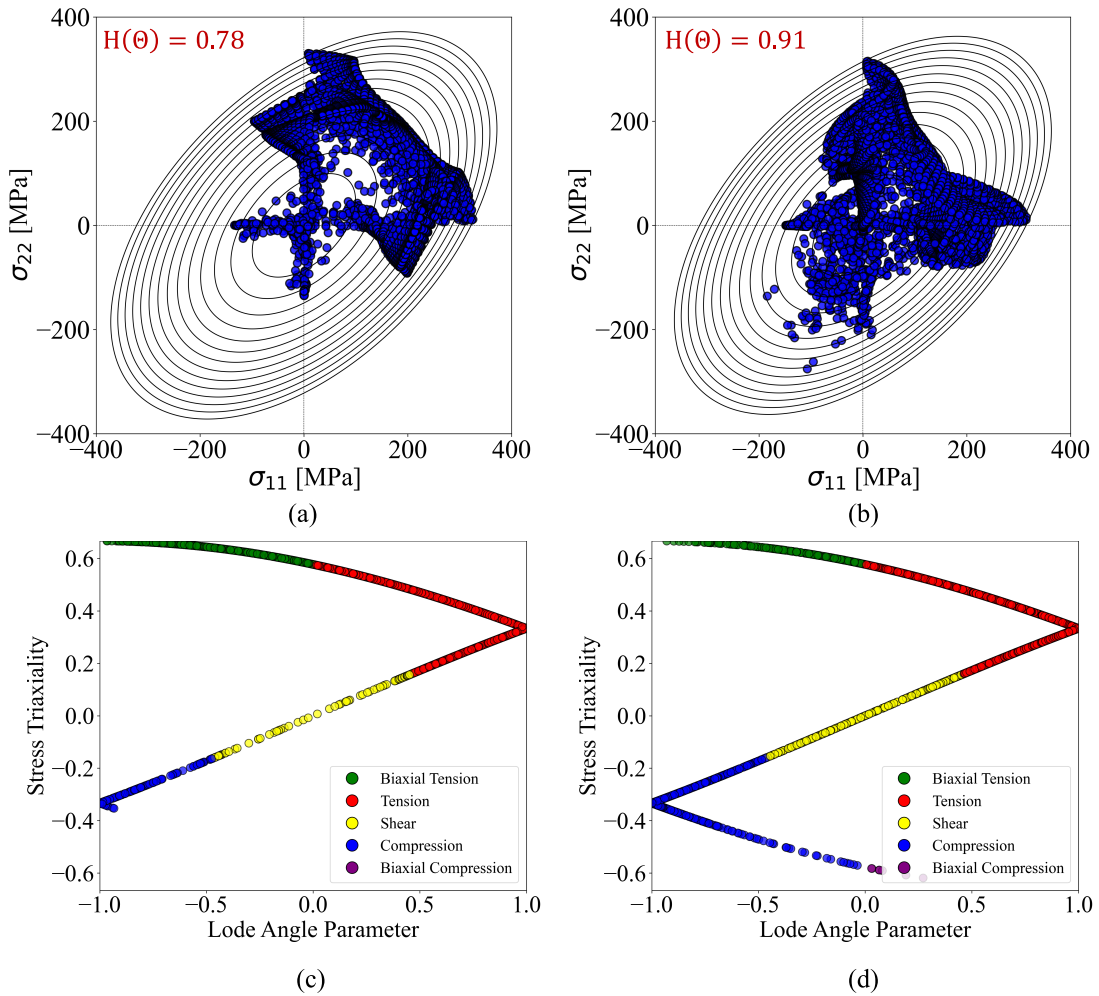 400
H(Θ) = 0.78
200
0
−200
−400
σ22 [MPa]
−400
−200
0
200
400
σ11 [MPa]
(a)
400
H(Θ) = 0.91
200
0
−200
−400
σ22 [MPa]
−400
−200
0
200
400
σ11 [MPa]
(b)
0.6
0.4
0.2
0.0
−0.2
−0.4
−0.6
Stress Triaxiality
Biaxial Tension
Tension
Shear
Compression
Biaxial Compression
−1.0
−0.5
0.0
0.5
1.0
Lode Angle Parameter
(c)
0.6
0.4
0.2
0.0
−0.2
−0.4
−0.6
Stress Triaxiality
Biaxial Tension
Tension
Shear
Compression
Biaxial Compression
−1.0
−0.5
0.0
0.5
1.0
Lode Angle Parameter
(d)